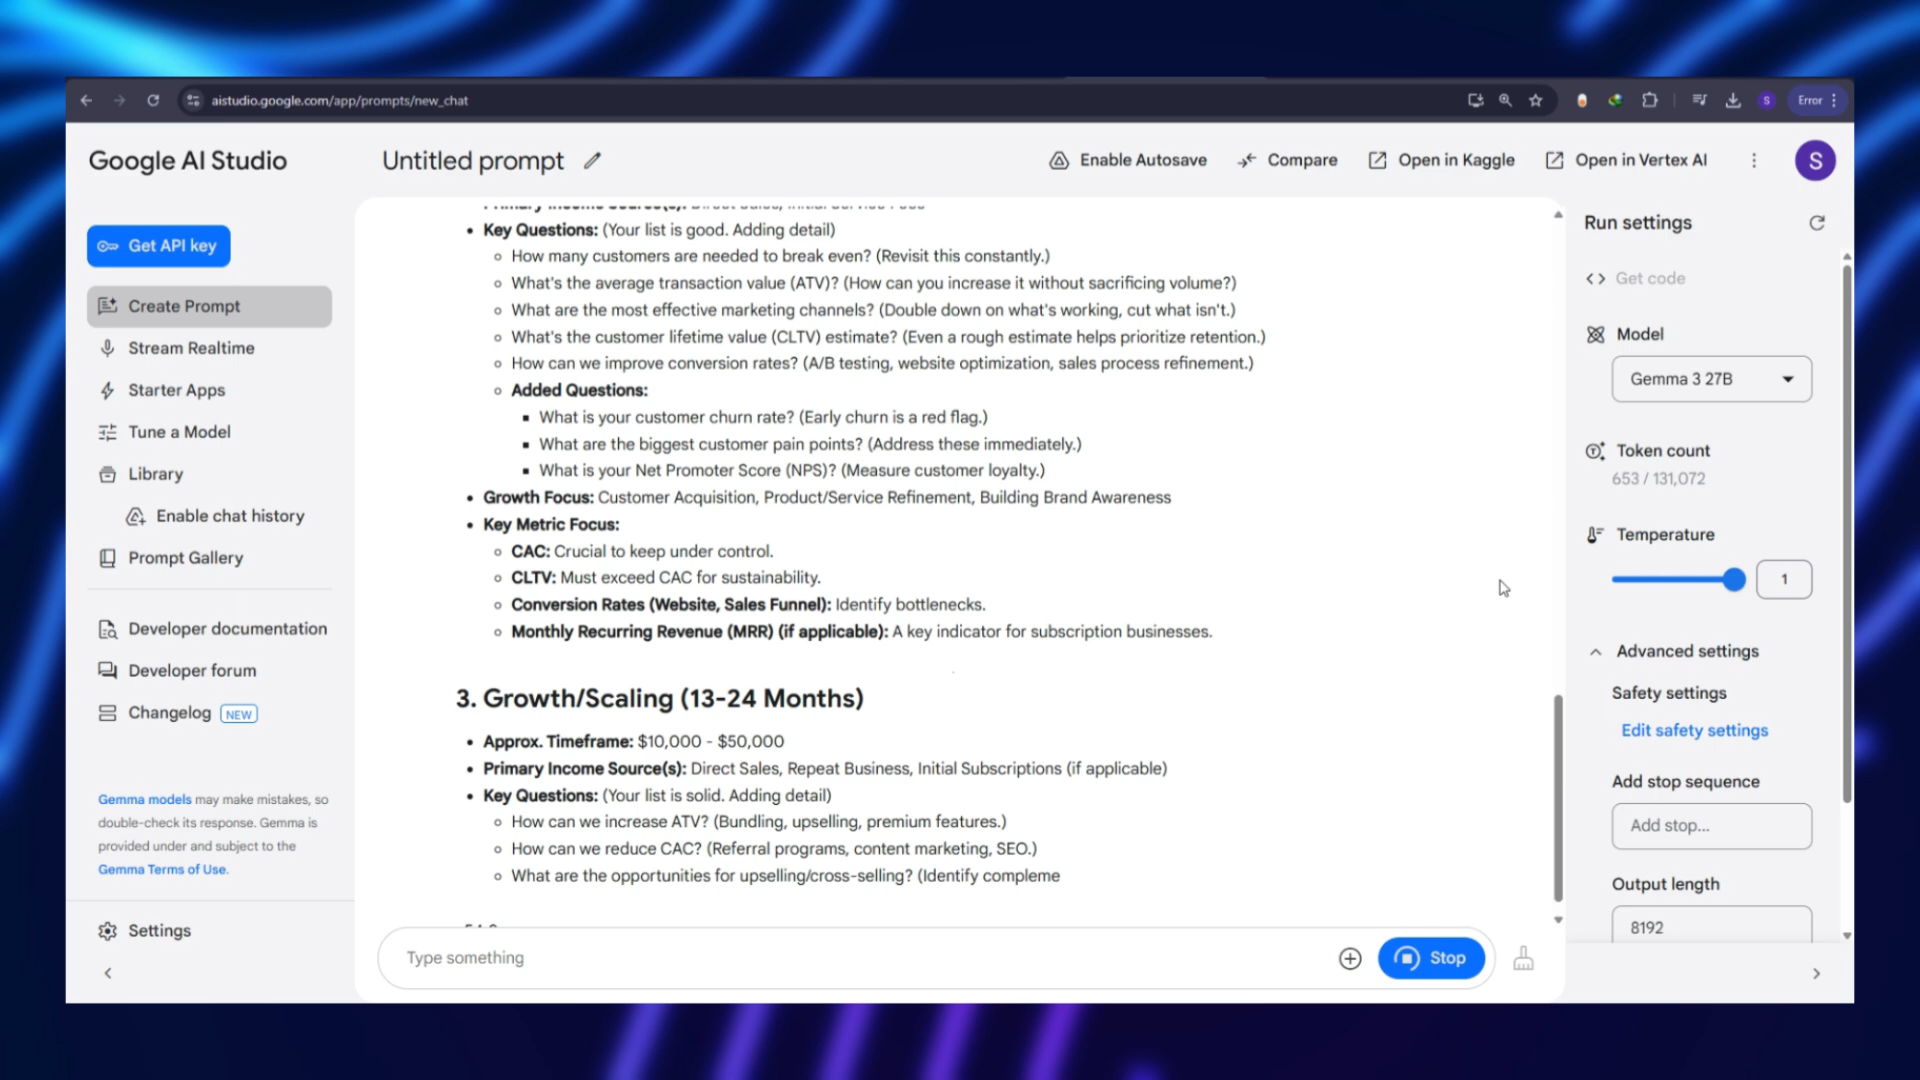 aistudio.google.com/app/prompts/new_chat
S
Error
Google AI Studio
Untitled prompt
Enable Autosave
Compare
Open in Kaggle
Open in Vertex AI
S
Get API key
Create Prompt
Stream Realtime
Starter Apps
Tune a Model
Library
Enable chat history
Prompt Gallery
Developer documentation
Developer forum
Changelog NEW
Gemma models may make mistakes, so
double-check its response. Gemma is
provided under and subject to the
Gemma Terms of Use.
Settings
Key Questions: (Your list is good. Adding detail)
How many customers are needed to break even? (Revisit this constantly.)
What's the average transaction value (ATV)? (How can you increase it without sacrificing volume?)
What are the most effective marketing channels? (Double down on what's working, cut what isn't.)
What's the customer lifetime value (CLTV) estimate? (Even a rough estimate helps prioritize retention.)
How can we improve conversion rates? (A/B testing, website optimization, sales process refinement.)
Added Questions:
What is your customer churn rate? (Early churn is a red flag.)
What are the biggest customer pain points? (Address these immediately.)
What is your Net Promoter Score (NPS)? (Measure customer loyalty.)
Growth Focus: Customer Acquisition, Product/Service Refinement, Building Brand Awareness
Key Metric Focus:
CAC: Crucial to keep under control.
CLTV: Must exceed CAC for sustainability.
Conversion Rates (Website, Sales Funnel): Identify bottlenecks.
Monthly Recurring Revenue (MRR) (if applicable): A key indicator for subscription businesses.
3. Growth/Scaling (13-24 Months)
Approx. Timeframe: $10,000 - $50,000
Primary Income Source(s): Direct Sales, Repeat Business, Initial Subscriptions (if applicable)
Key Questions: (Your list is solid. Adding detail)
How can we increase ATV? (Bundling, upselling, premium features.)
How can we reduce CAC? (Referral programs, content marketing, SEO.)
What are the opportunities for upselling/cross-selling? (Identify compleme
Type something
Stop
Run settings
Get code
Model
Gemma 3 27B
Token count
653 / 131,072
Temperature
1
Advanced settings
Safety settings
Edit safety settings
Add stop sequence
Add stop...
Output length
8192